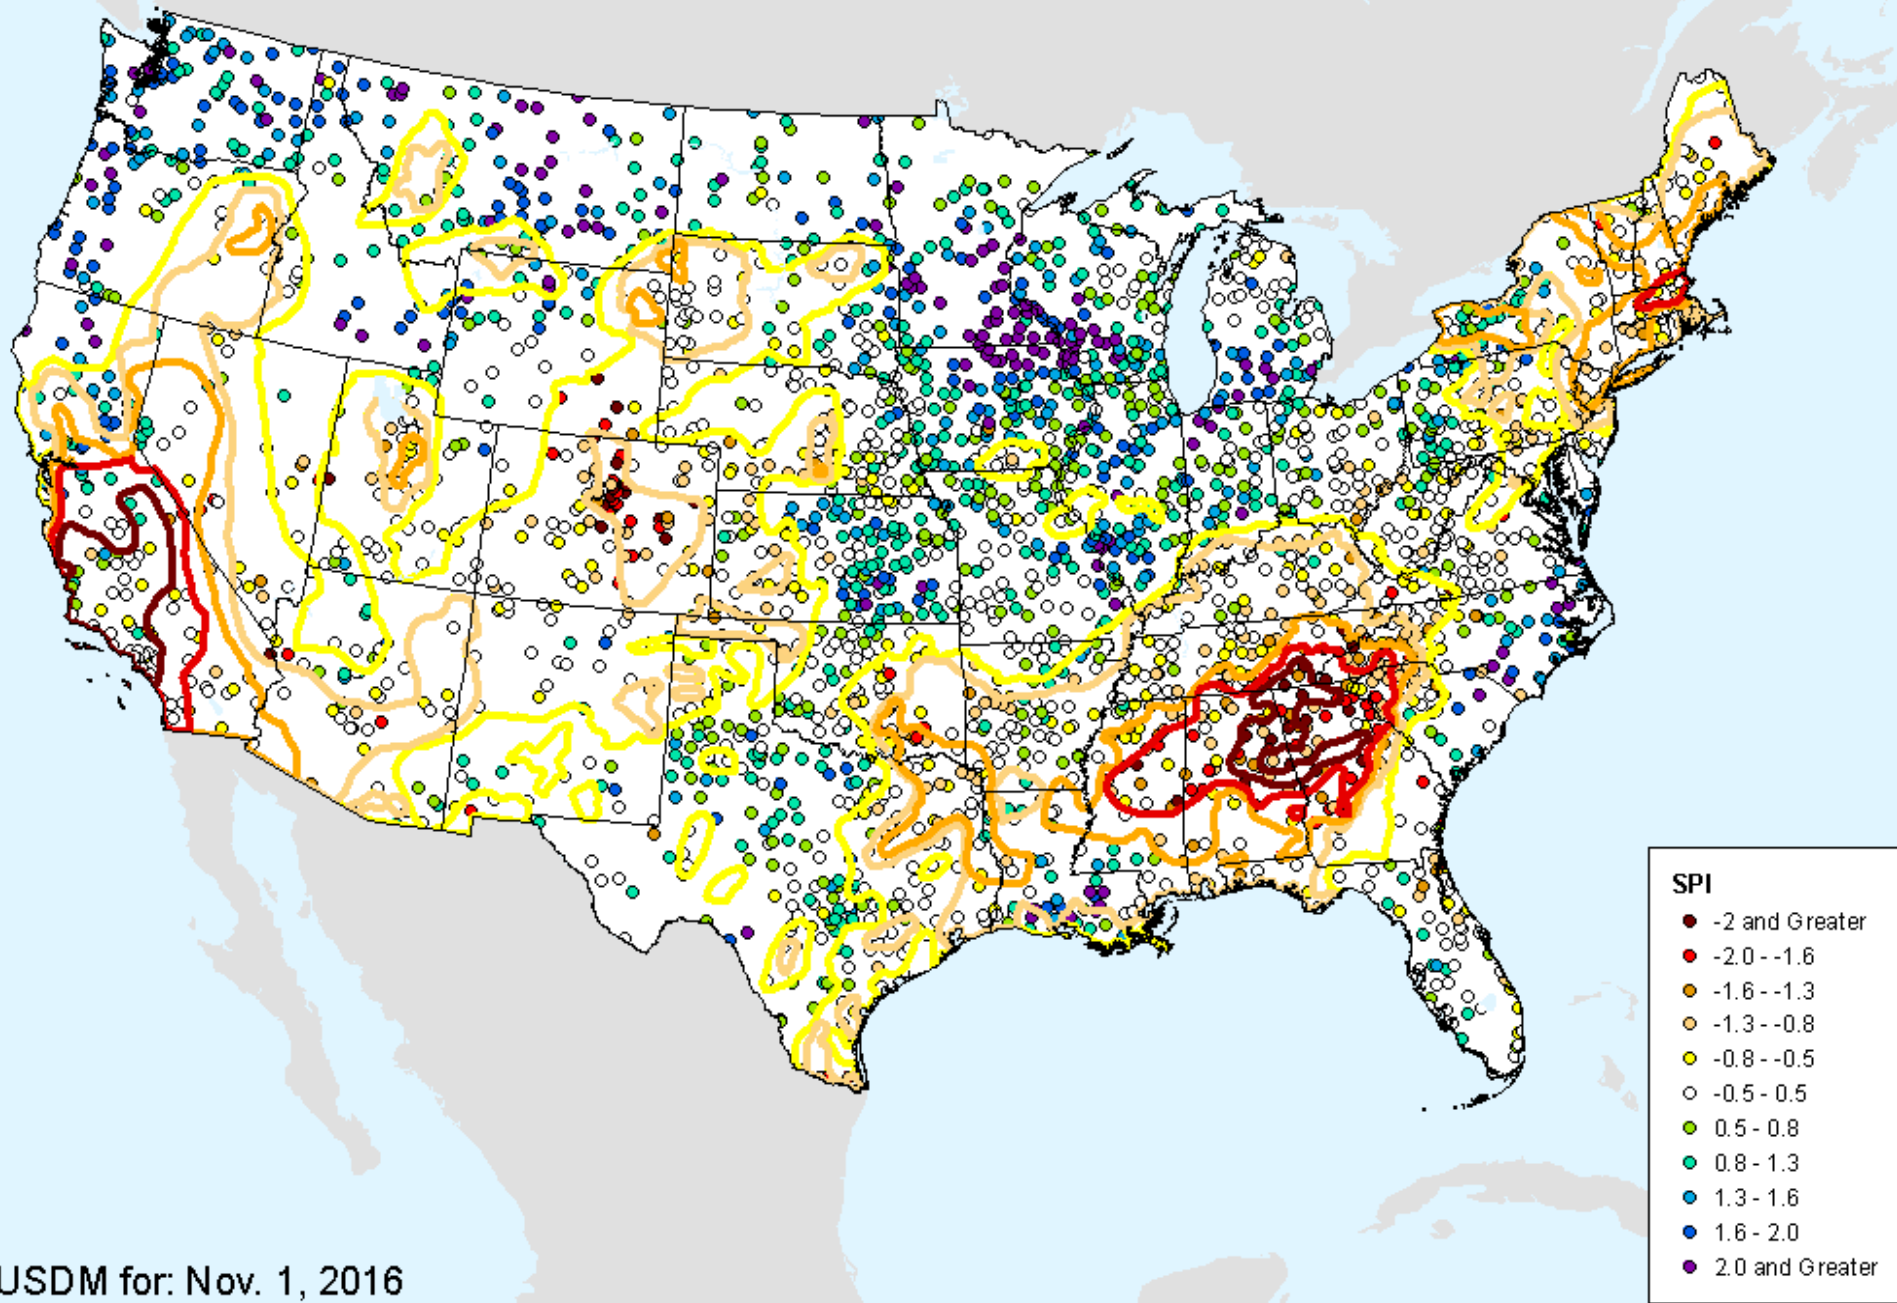 SPI
-2 and Greater
-2.0 - -1.6
-1.6 - -1.3
-1.3 - -0.8
-0.8 - -0.5
-0.5 - 0.5
0.5 - 0.8
0.8 - 1.3
1.3 - 1.6
1.6 - 2.0
2.0 and Greater
USDM for: Nov. 1, 2016